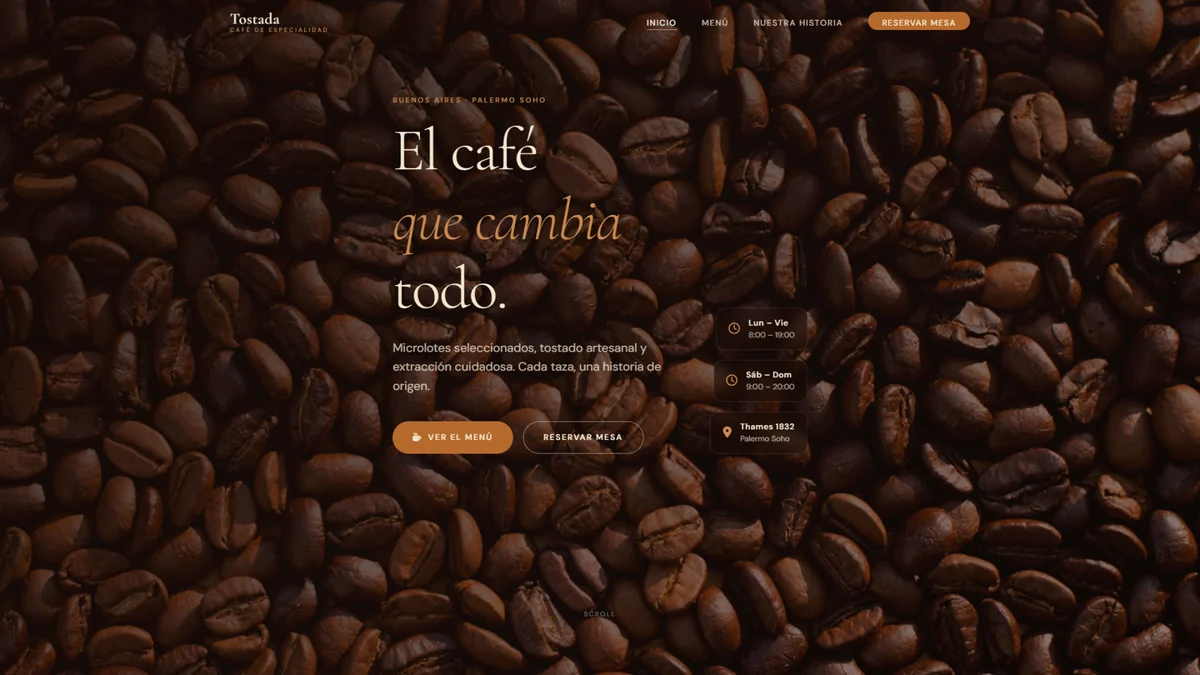 Tostada
CAFÉ DE ESPECIALIDAD
INICIO
MENÚ
NUESTRA HISTORIA
RESERVAR MESA
BUENOS AIRES · PALERMO SOHO
El café
que cambia
todo.
Microlotes seleccionados, tostado artesanal y
extracción cuidadosa. Cada taza, una historia de
origen.
VER EL MENÚ
RESERVAR MESA
Lun – Vie
8:00 – 19:00
Sáb – Dom
9:00 – 20:00
Thames 1832
Palermo Soho
SCROLL